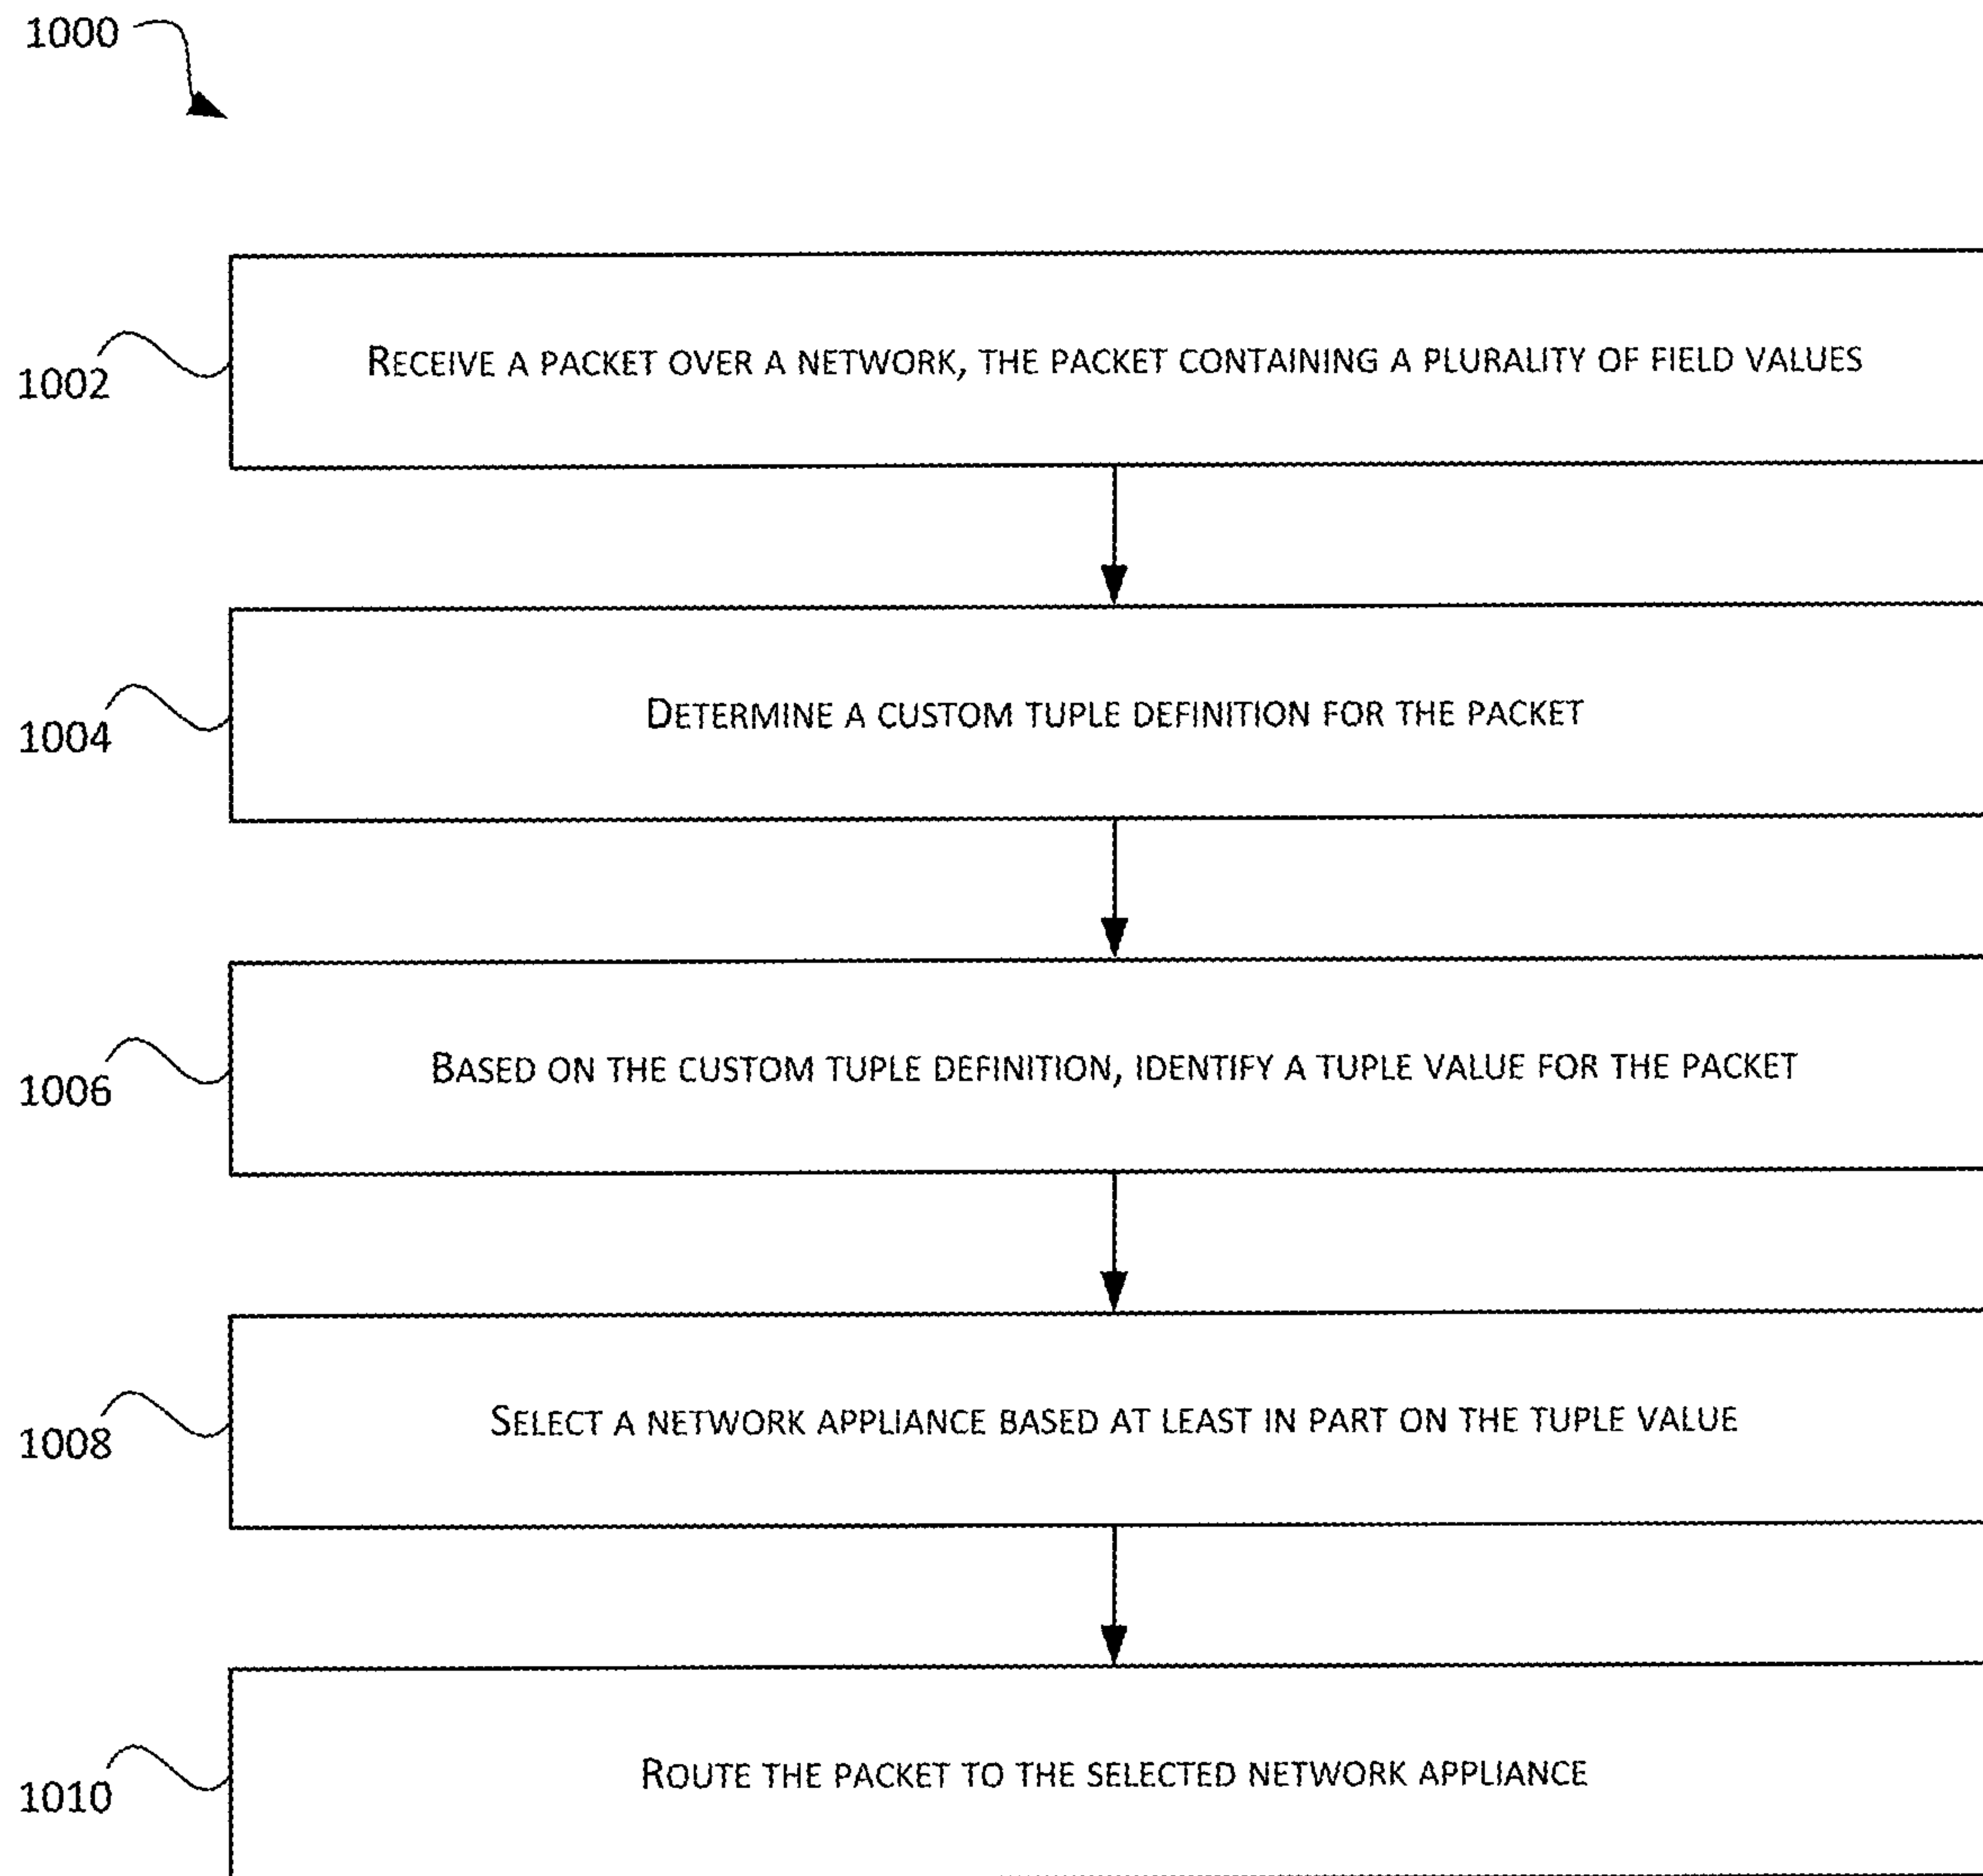 1000
RECEIVE A PACKET OVER A NETWORK, THE PACKET CONTAINING A PLURALITY OF FIELD VALUES
1002
DETERMINE A CUSTOM TUPLE DEFINITION FOR THE PACKET
1004
BASED ON THE CUSTOM TUPLE DEFINITION, IDENTIFY A TUPLE VALUE FOR THE PACKET
1006
SELECT A NETWORK APPLIANCE BASED AT LEAST IN PART ON THE TUPLE VALUE
1008
ROUTE THE PACKET TO THE SELECTED NETWORK APPLIANCE
1010